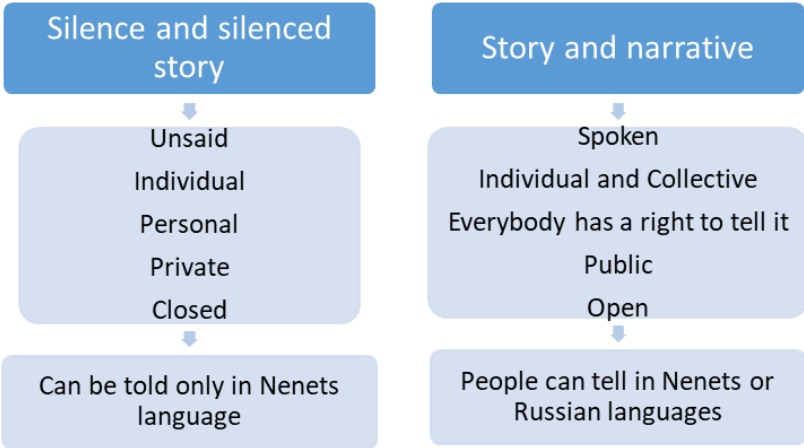 Silence and silenced
story
Unsaid
Individual
Personal
Private
Closed
Can be told only in Nenets
language
Story and narrative
Spoken
Individual and Collective
Everybody has a right to tell it
Public
Open
People can tell in Nenets or
Russian languages